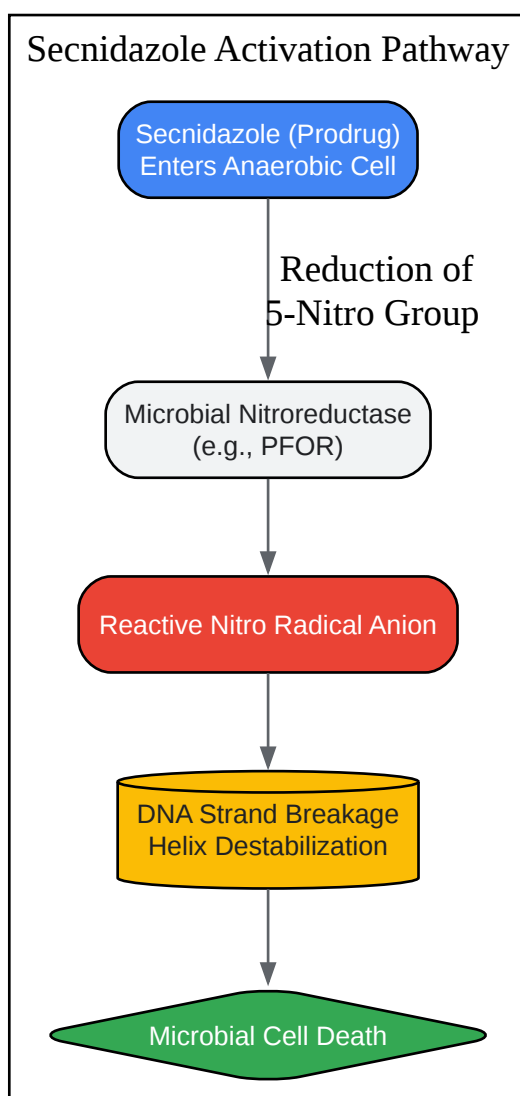 Secnidazole Activation Pathway
Secnidazole (Prodrug)
Enters Anaerobic Cell
Reduction of
5-Nitro Group
Microbial Nitroreductase
(e.g., PFOR)
Reactive Nitro Radical Anion
DNA Strand Breakage
Helix Destabilization
Microbial Cell Death